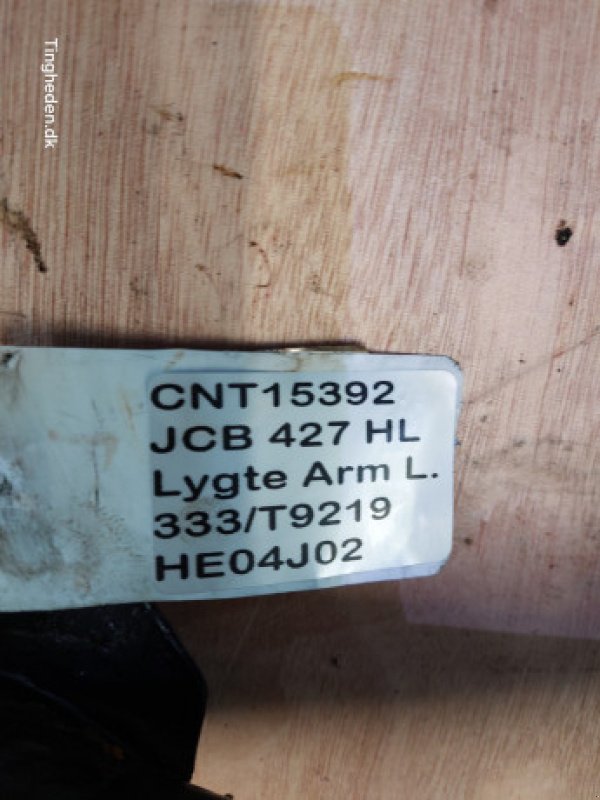 Tingheden.dk
CNT15392
JCB 427 HL
Lygte Arm L.
333/T9219
HE04J02